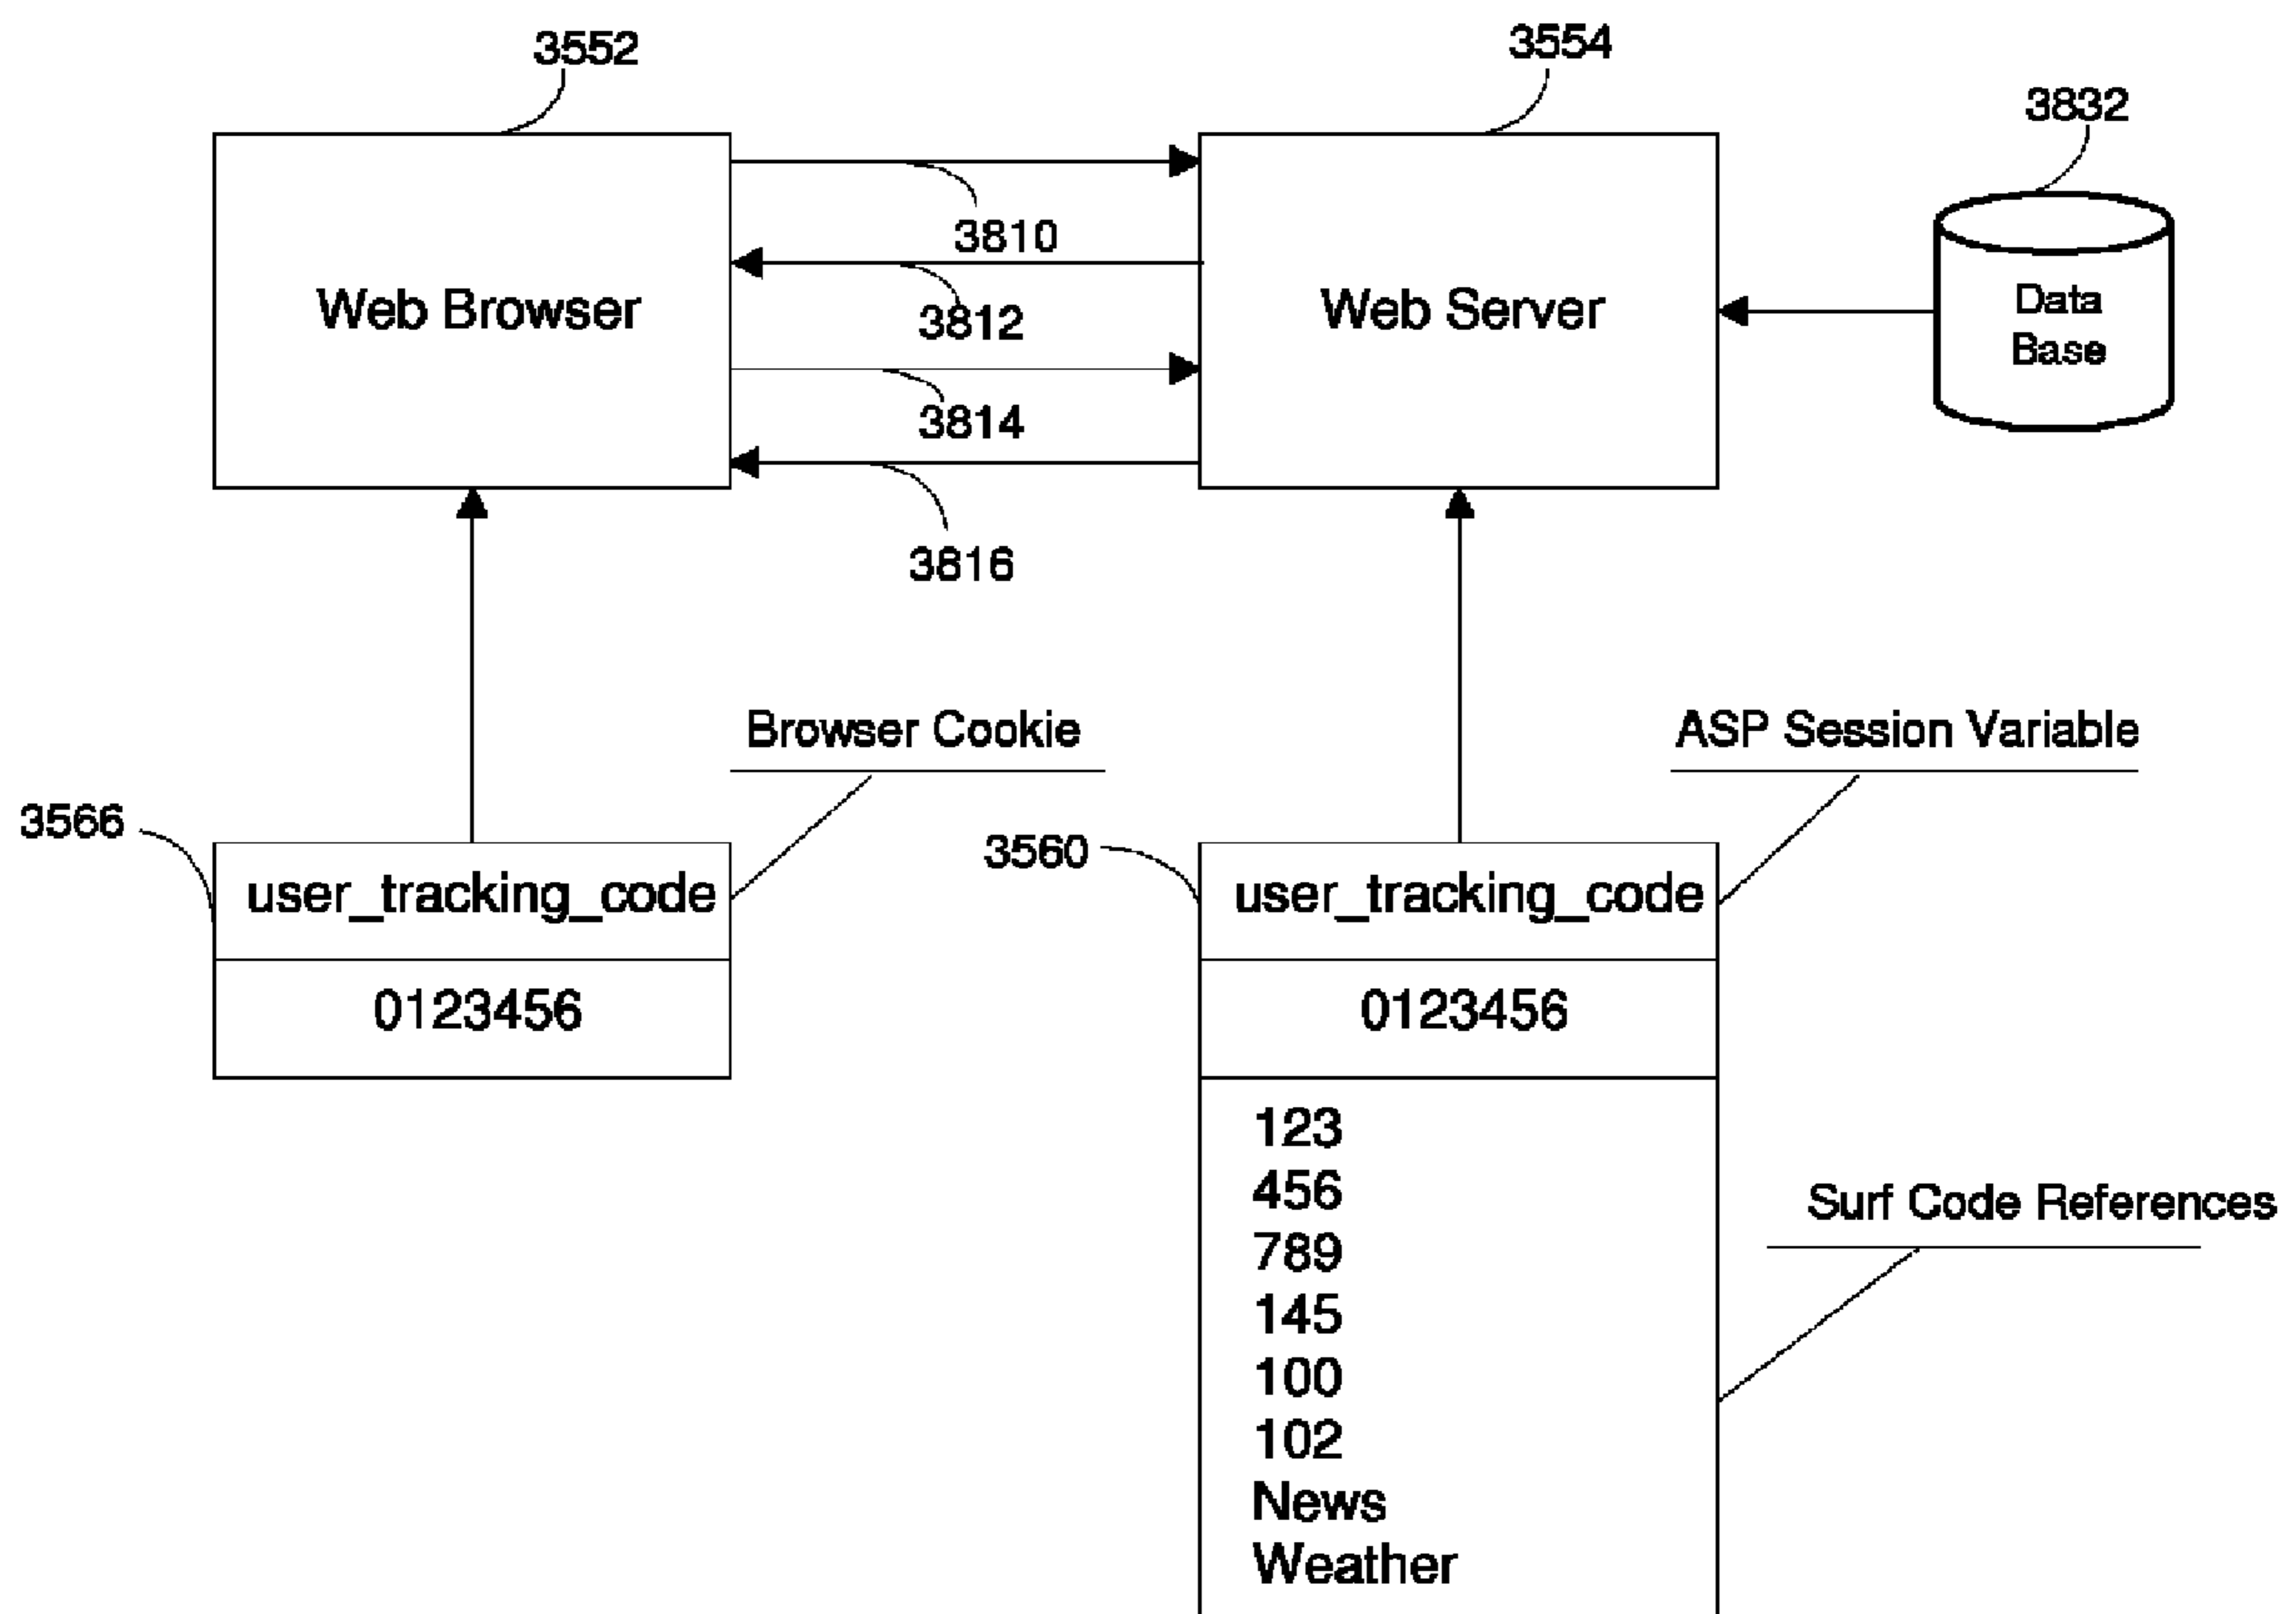 3552
3554
3832
3810
3812
3814
3816
Web Browser
Web Server
Data
Base
Browser Cookie
ASP Session Variable
3566
3560
user_tracking_code
0123456
user_tracking_code
0123456
123
456
789
145
100
102
News
Weather
Surf Code References